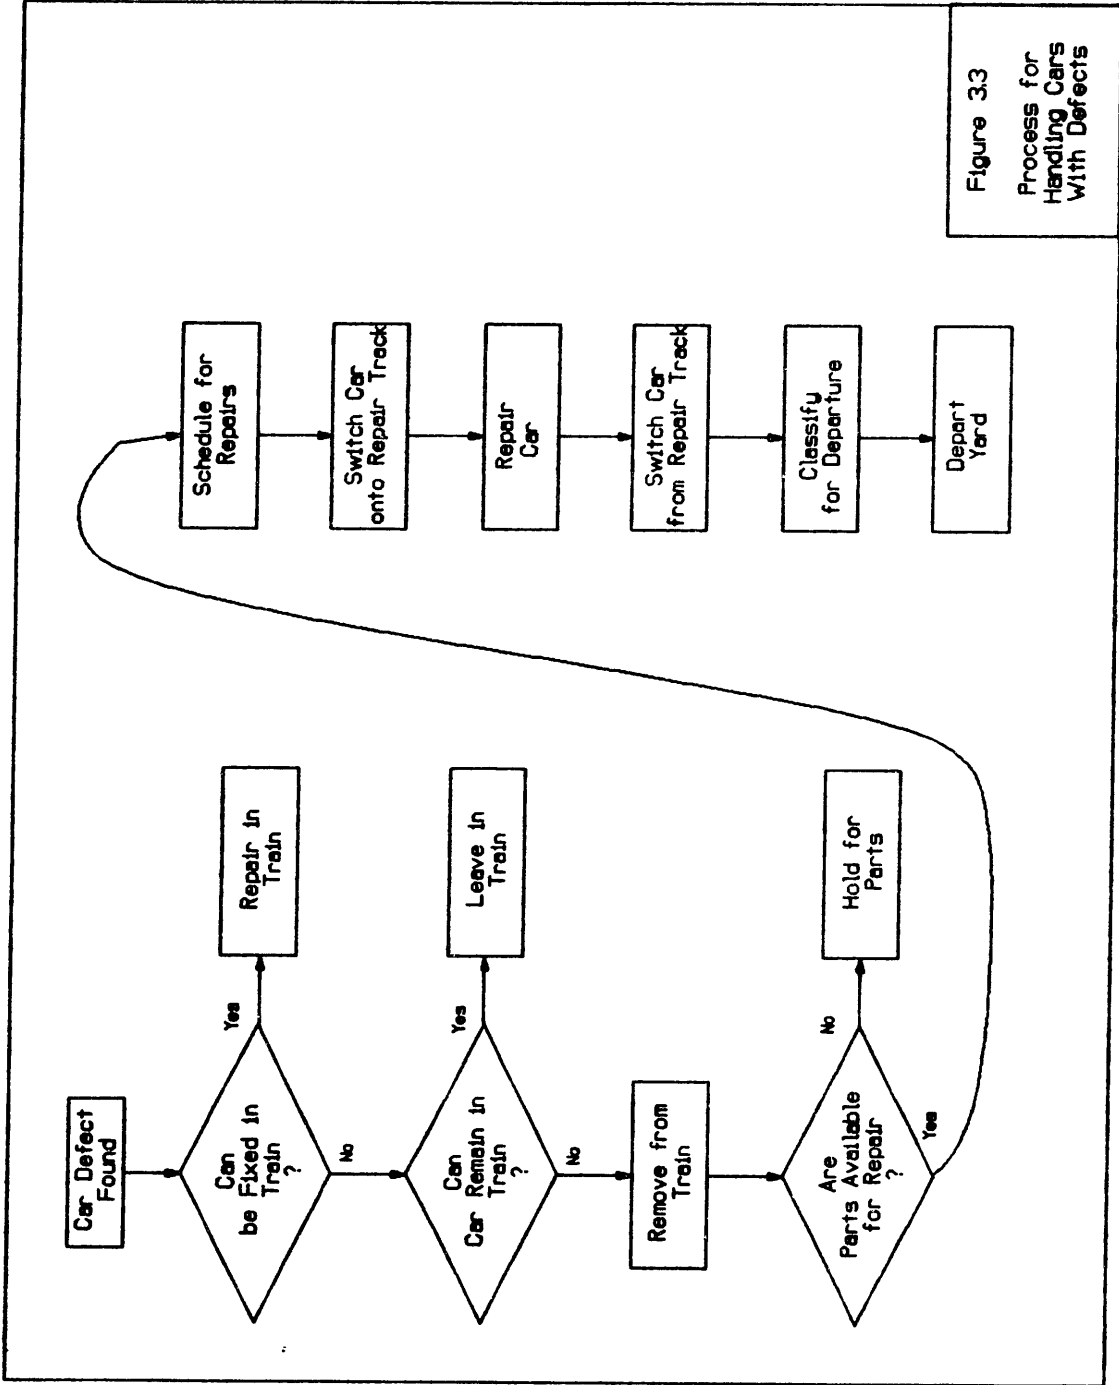 Car Defect
Found
Can
be Fixed in
Train
?
Yes
Repair in
Train
No
Can
Car Remain in
Train
?
Yes
Leave in
Train
No
Remove from
Train
Are
Parts Available
for Repair
?
No
Hold for
Parts
Yes
Schedule for
Repairs
Switch Car
onto Repair Track
Repair
Car
Switch Car
from Repair Track
Classify
for Departure
Depart
Yard
Figure 3.3
Process for
Handling Cars
With Defects